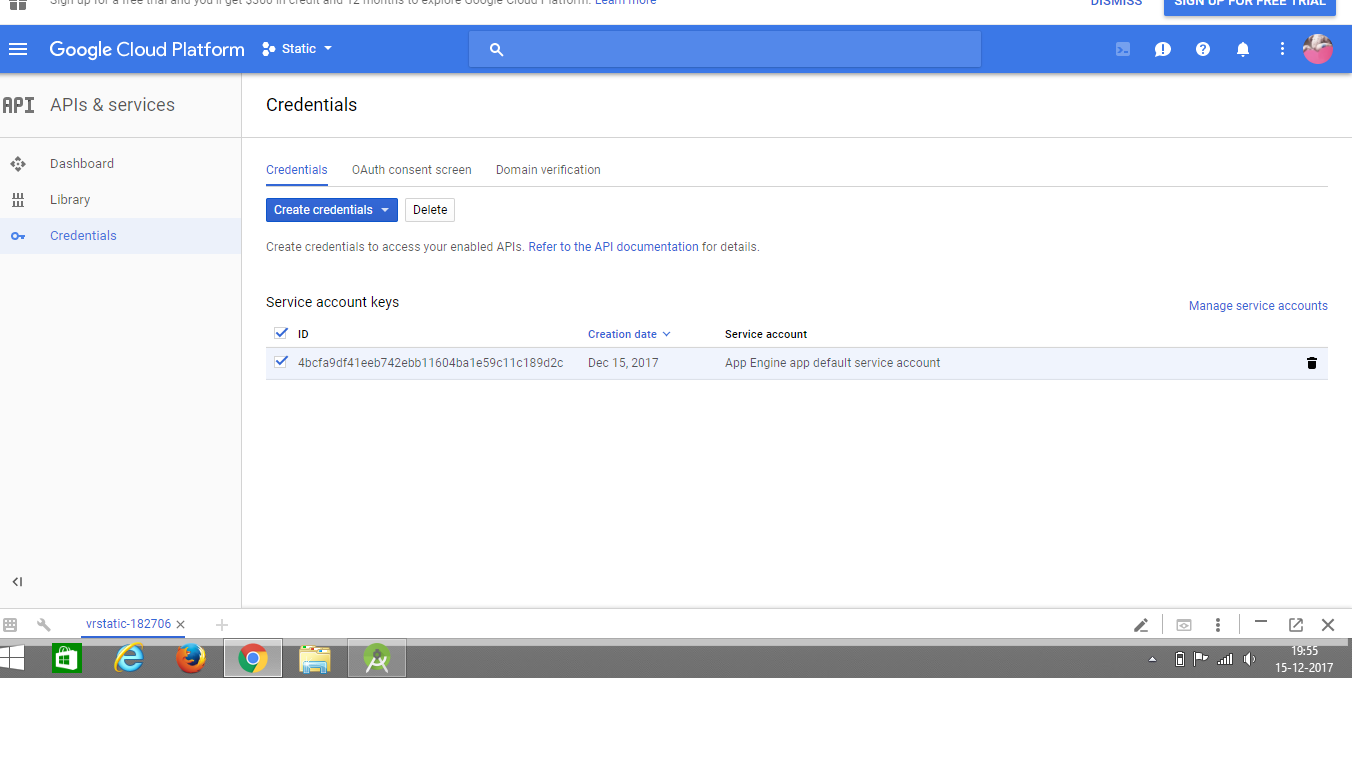 Sign up for a free trial and you'll get $300 in credit and 12 months to explore Google Cloud Platform. Learn more
DISMISS
SIGN UP FOR FREE TRIAL
Google Cloud Platform
Static
API APIs & services
Credentials
Dashboard
Library
Credentials
Credentials OAuth consent screen Domain verification
Create credentials Delete
Create credentials to access your enabled APIs. Refer to the API documentation for details.
Service account keys
Manage service accounts
ID Creation date Service account
4bcfa9df41eeb742ebb11604ba1e59c11c189d2c Dec 15, 2017 App Engine app default service account
vrstatic-182706
19:55
15-12-2017